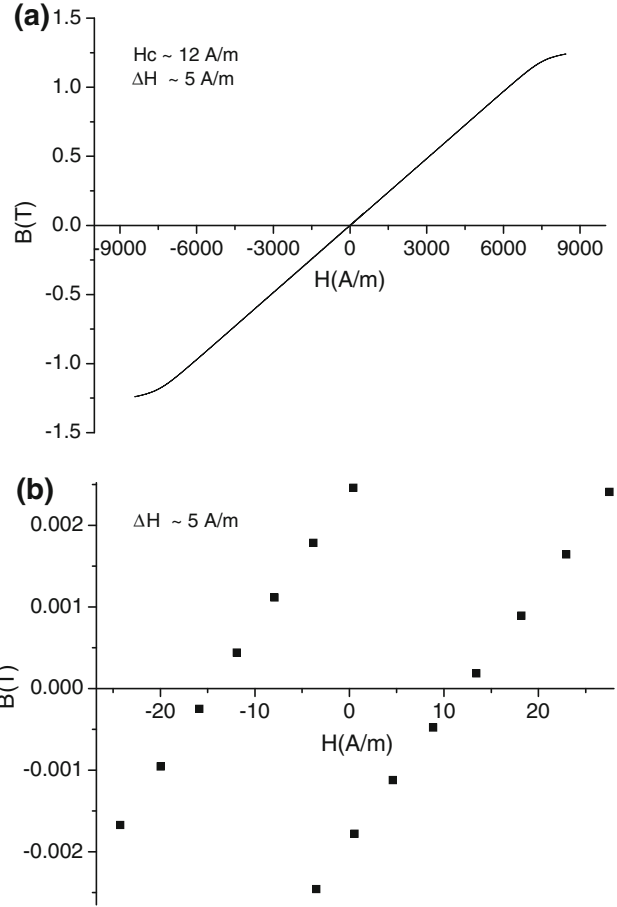 (a)
1.5
Hc ~ 12 A/m
ΔH ~ 5 A/m
1.0
0.5
B(T)
0.0
-9000 -6000 -3000 0 3000 6000 9000
H(A/m)
-0.5
-1.0
-1.5
(b)
ΔH ~ 5 A/m
0.002
0.001
B(T)
0.000
-20 -10 0 10 20
H(A/m)
-0.001
-0.002